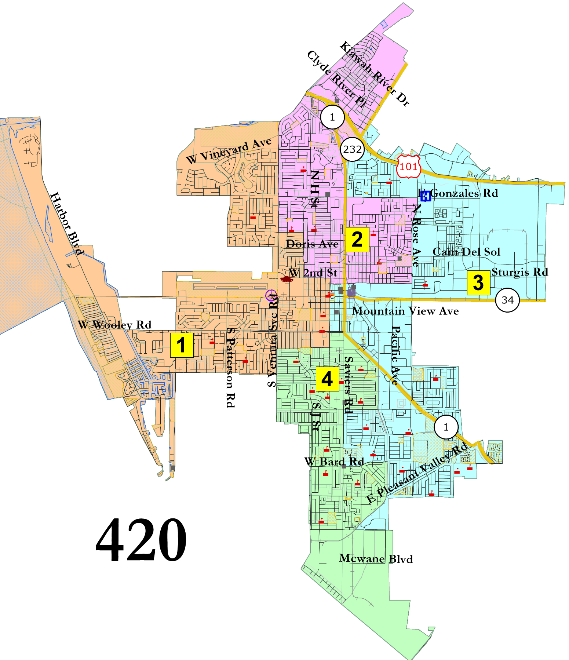 Kiawah River Dr
Clyde River Pl
1
232
101
W Vineyard Ave
N H St
Gonzales Rd
Harbor Blvd
N Rose Ave
2
Doris Ave
Cam Del Sol
W 2nd St
3
Sturgis Rd
34
Mountain View Ave
W Wooley Rd
1
S Patterson Rd
S Ventura Rd
Pacific Ave
4
Saviers Rd
S J St
1
W Bard Rd
E Pleasant Valley Rd
420
Mcwane Blvd